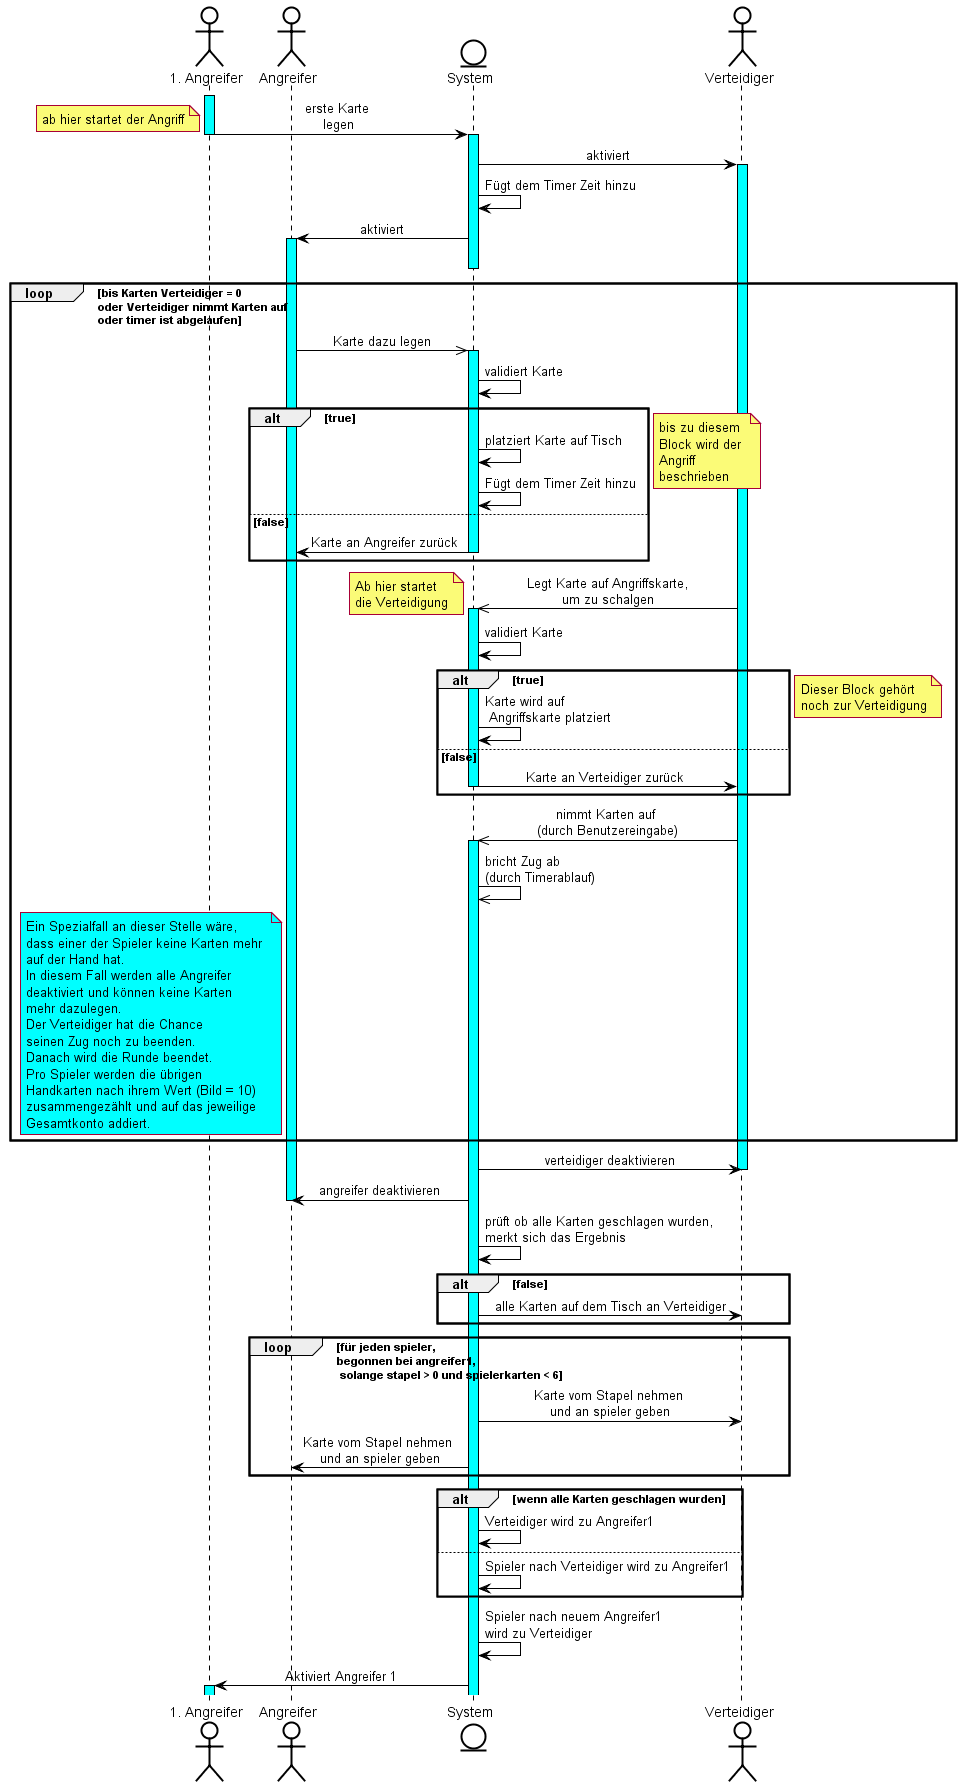 1. Angreifer
Angreifer
System
Verteidiger
ab hier startet der Angriff
erste Karte
legen
aktiviert
Fügt dem Timer Zeit hinzu
aktiviert
loop
[bis Karten Verteidiger = 0
oder Verteidiger nimmt Karten auf
oder timer ist abgelaufen]
Karte dazu legen
validiert Karte
alt
[true]
bis zu diesem
Block wird der
Angriff
beschrieben
platziert Karte auf Tisch
Fügt dem Timer Zeit hinzu
[false]
Karte an Angreifer zurück
Ab hier startet
die Verteidigung
Legt Karte auf Angriffskarte,
um zu schalgen
validiert Karte
alt
[true]
Dieser Block gehört
noch zur Verteidigung
Karte wird auf
Angriffskarte platziert
[false]
Karte an Verteidiger zurück
nimmt Karten auf
(durch Benutzereingabe)
bricht Zug ab
(durch Timerablauf)
Ein Spezialfall an dieser Stelle wäre,
dass einer der Spieler keine Karten mehr
auf der Hand hat.
In diesem Fall werden alle Angreifer
deaktiviert und können keine Karten
mehr dazulegen.
Der Verteidiger hat die Chance
seinen Zug noch zu beenden.
Danach wird die Runde beendet.
Pro Spieler werden die übrigen
Handkarten nach ihrem Wert (Bild = 10)
zusammengezählt und auf das jeweilige
Gesamtkonto addiert.
verteidiger deaktivieren
angreifer deaktivieren
prüft ob alle Karten geschlagen wurden,
merkt sich das Ergebnis
alt
[false]
alle Karten auf dem Tisch an Verteidiger
loop
[für jeden spieler,
begonnen bei angreifer1,
solange stapel > 0 und spielerkarten < 6]
Karte vom Stapel nehmen
und an spieler geben
Karte vom Stapel nehmen
und an spieler geben
alt
[wenn alle Karten geschlagen wurden]
Verteidiger wird zu Angreifer1
Spieler nach Verteidiger wird zu Angreifer1
Spieler nach neuem Angreifer1
wird zu Verteidiger
Aktiviert Angreifer 1
1. Angreifer
Angreifer
System
Verteidiger